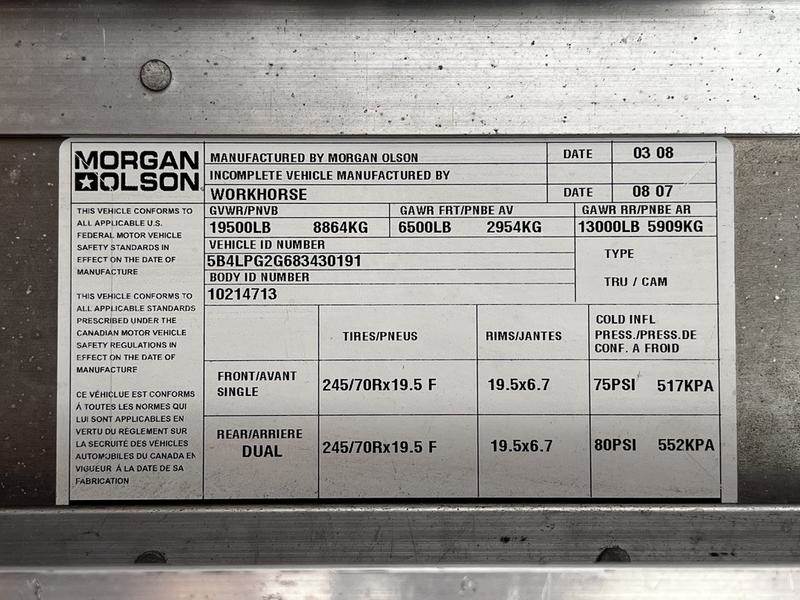 MORGAN
OLSON
MANUFACTURED BY MORGAN OLSON DATE 03 08
INCOMPLETE VEHICLE MANUFACTURED BY
WORKHORSE DATE 08 07
GVWR/PNVB GAWR FRT/PNBE AV GAWR RR/PNBE AR
19500LB 8864KG 6500LB 2954KG 13000LB 5909KG
VEHICLE ID NUMBER
5B4LPG2G683430191
TYPE
BODY ID NUMBER
TRU / CAM
10214713
THIS VEHICLE CONFORMS TO
ALL APPLICABLE U.S.
FEDERAL MOTOR VEHICLE
SAFETY STANDARDS IN
EFFECT ON THE DATE OF
MANUFACTURE
THIS VEHICLE CONFORMS TO
ALL APPLICABLE STANDARDS
PRESCRIBED UNDER THE
CANADIAN MOTOR VEHICLE
SAFETY REGULATIONS IN
EFFECT ON THE DATE OF
MANUFACTURE
CE VÉHICLUE EST CONFORMS
Á TOUTES LES NORMES QUI
LUI SONT APPLICABLES EN
VERTU DU RÉGLEMENT SUR
LA SECRUITÉ DES VÉHICLES
AUTOMOBILES DU CANADA EN
VIGUEUR Á LA DATE DE SA
FABRICATION
TIRES/PNEUS RIMS/JANTES
COLD INFL
PRESS./PRESS.DE
CONF. A FROID
FRONT/AVANT
SINGLE
245/70Rx19.5 F 19.5x6.7 75PSI 517KPA
REAR/ARRIERE
DUAL
245/70Rx19.5 F 19.5x6.7 80PSI 552KPA